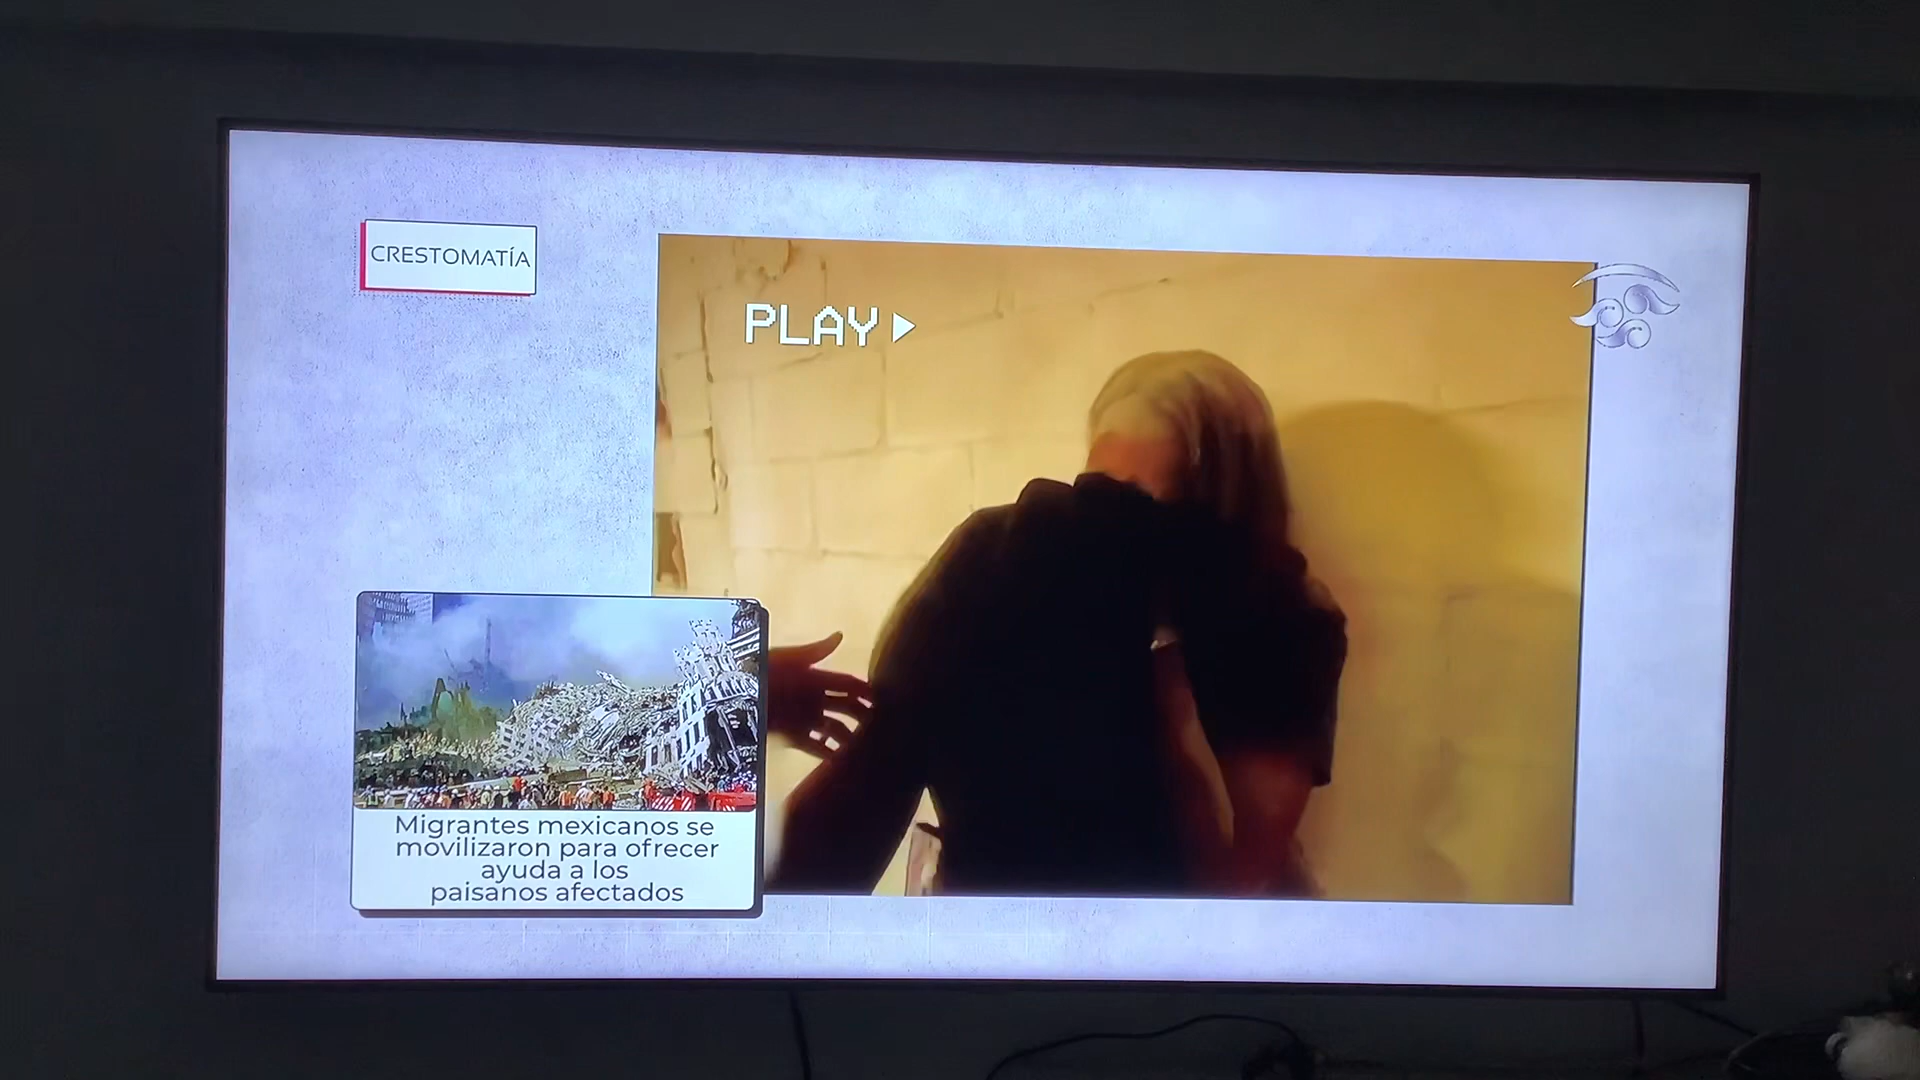 CRESTOMATÍA
PLAY
Migrantes mexicanos se
movilizaron para ofrecer
ayuda a los
paisanos afectados